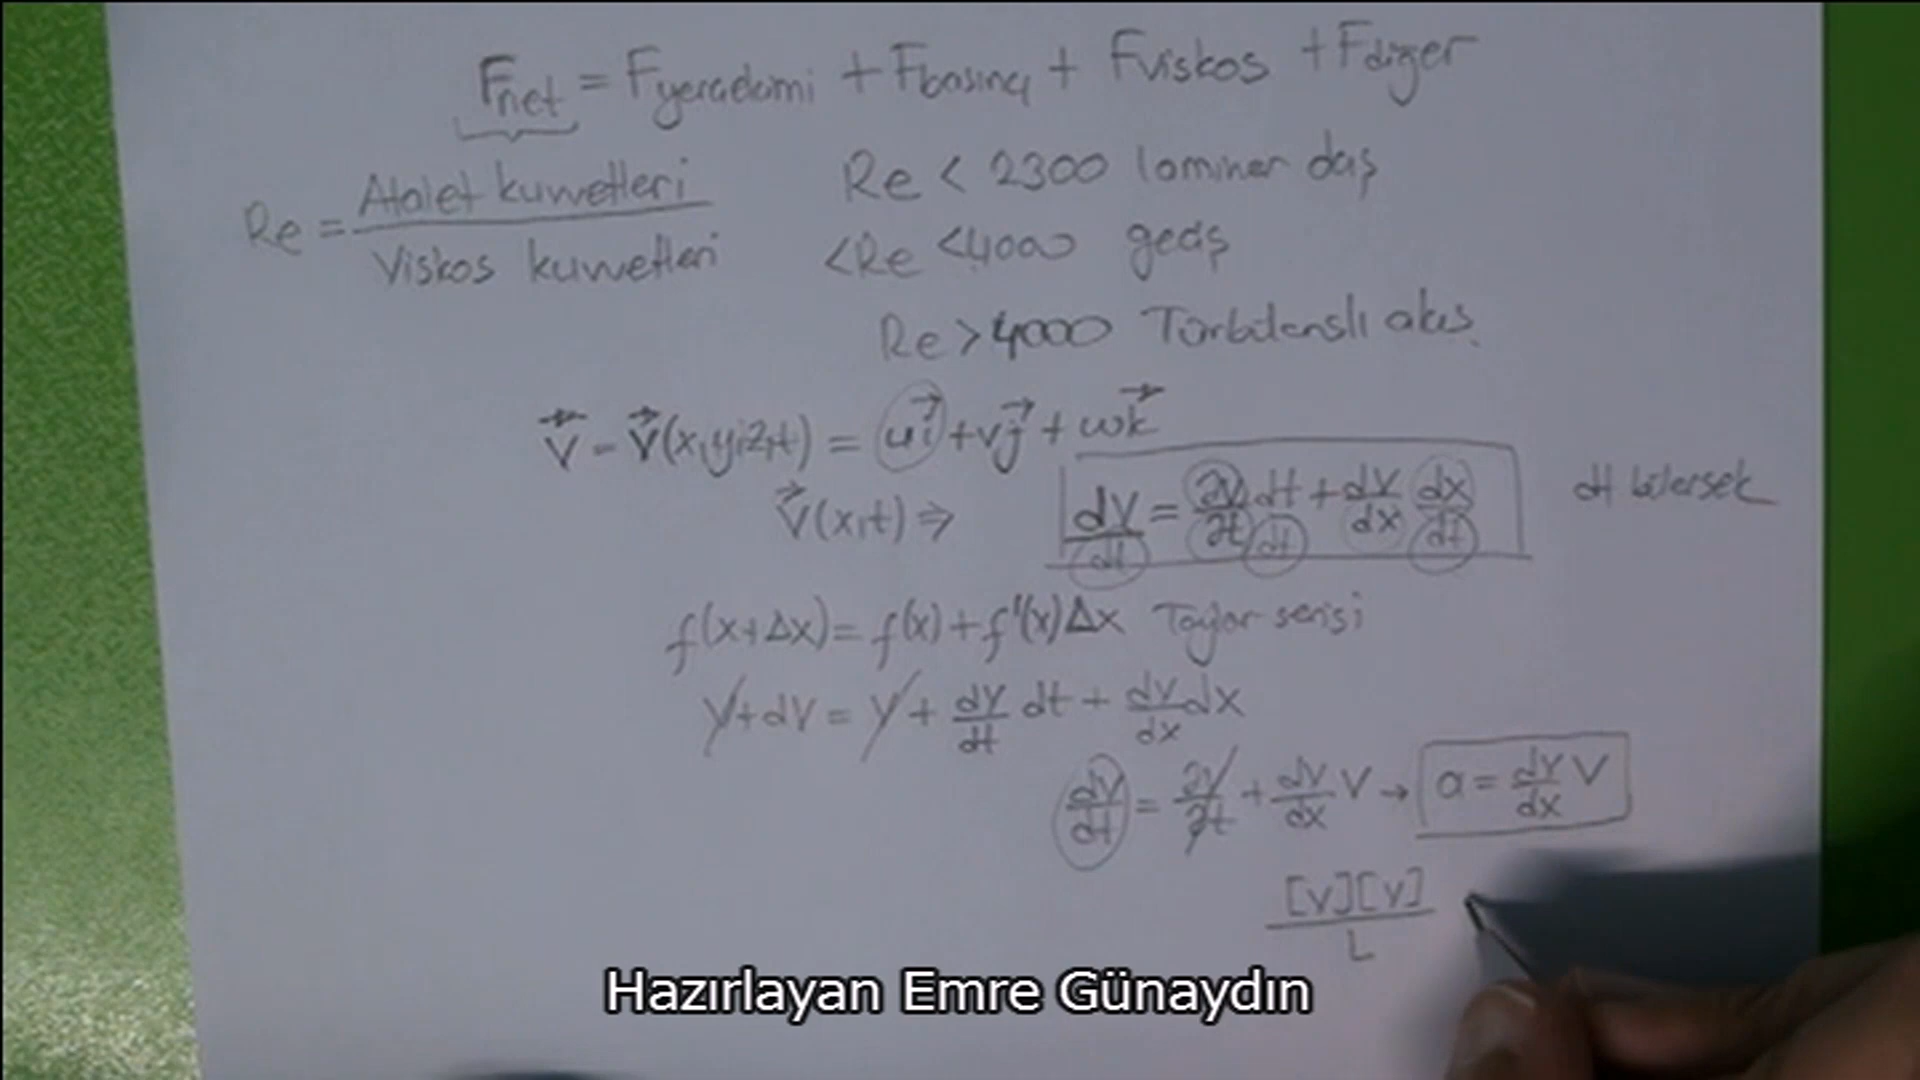 Fnet = Fyerçekimi + Fbasınç + Fviskos + Fdiğer
Re = Atalet kuvvetleri / Viskos kuvvetleri
Re < 2300 laminer
<Re <4000 geçiş
Re > 4000 Türbülanslı akış
V⃗ = V⃗(x,y,z,t) = ui⃗ + vj⃗ + wk⃗
V⃗(x,t) ⇒ dV/dt = ∂V/∂t dt/dt + dV/dx dx/dt
dt bölersek
f(x+Δx) = f(x) + f'(x)Δx Taylor serisi
V + dV = V + dV/dt dt + dV/dx dx
dV/dt = ∂V/∂t + dV/dx V → a = dV/dx V
[V][V] / L
Hazırlayan Emre Günaydın